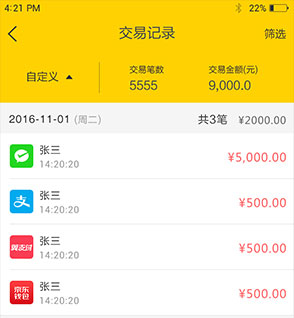 4:21 PM 22%
交易记录 筛选
自定义
交易笔数 交易金额(元)
5555 9,000.0
2016-11-01 (周二) 共3笔 ¥2000.00
张三
14:20:20 ¥5,000.00
支
张三
14:20:20 ¥500.00
翼支付
张三
14:20:20 ¥500.00
京东
钱包
张三
14:20:20 ¥500.00